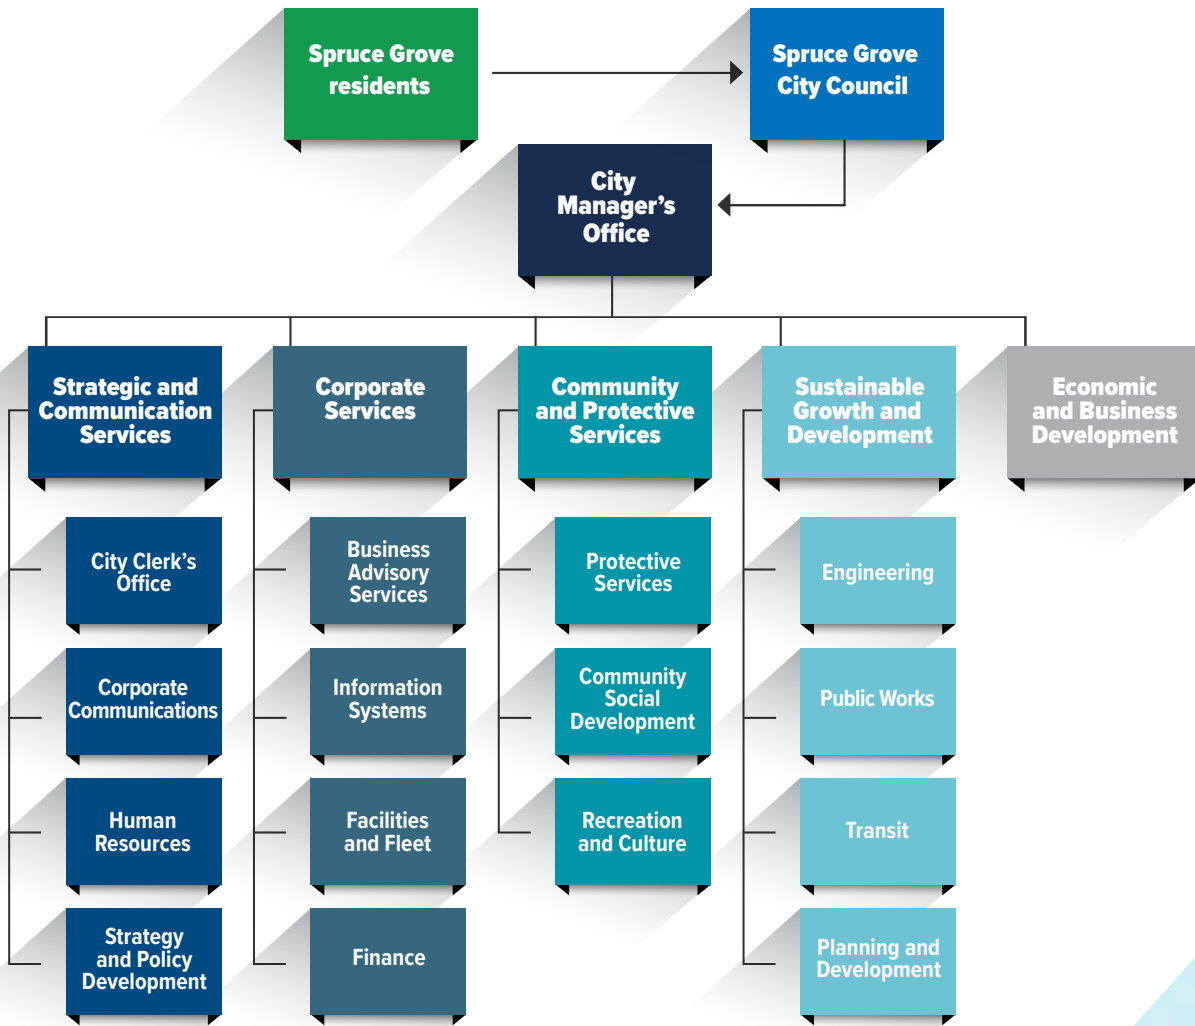 Spruce Grove
residents
Spruce Grove
City Council
City
Manager’s
Office
Strategic and
Communication
Services
Corporate
Services
Community
and Protective
Services
Sustainable
Growth and
Development
Economic
and Business
Development
City Clerk’s
Office
Corporate
Communications
Human
Resources
Strategy
and Policy
Development
Business
Advisory
Services
Information
Systems
Facilities
and Fleet
Finance
Protective
Services
Community
Social
Development
Recreation
and Culture
Engineering
Public Works
Transit
Planning and
Development